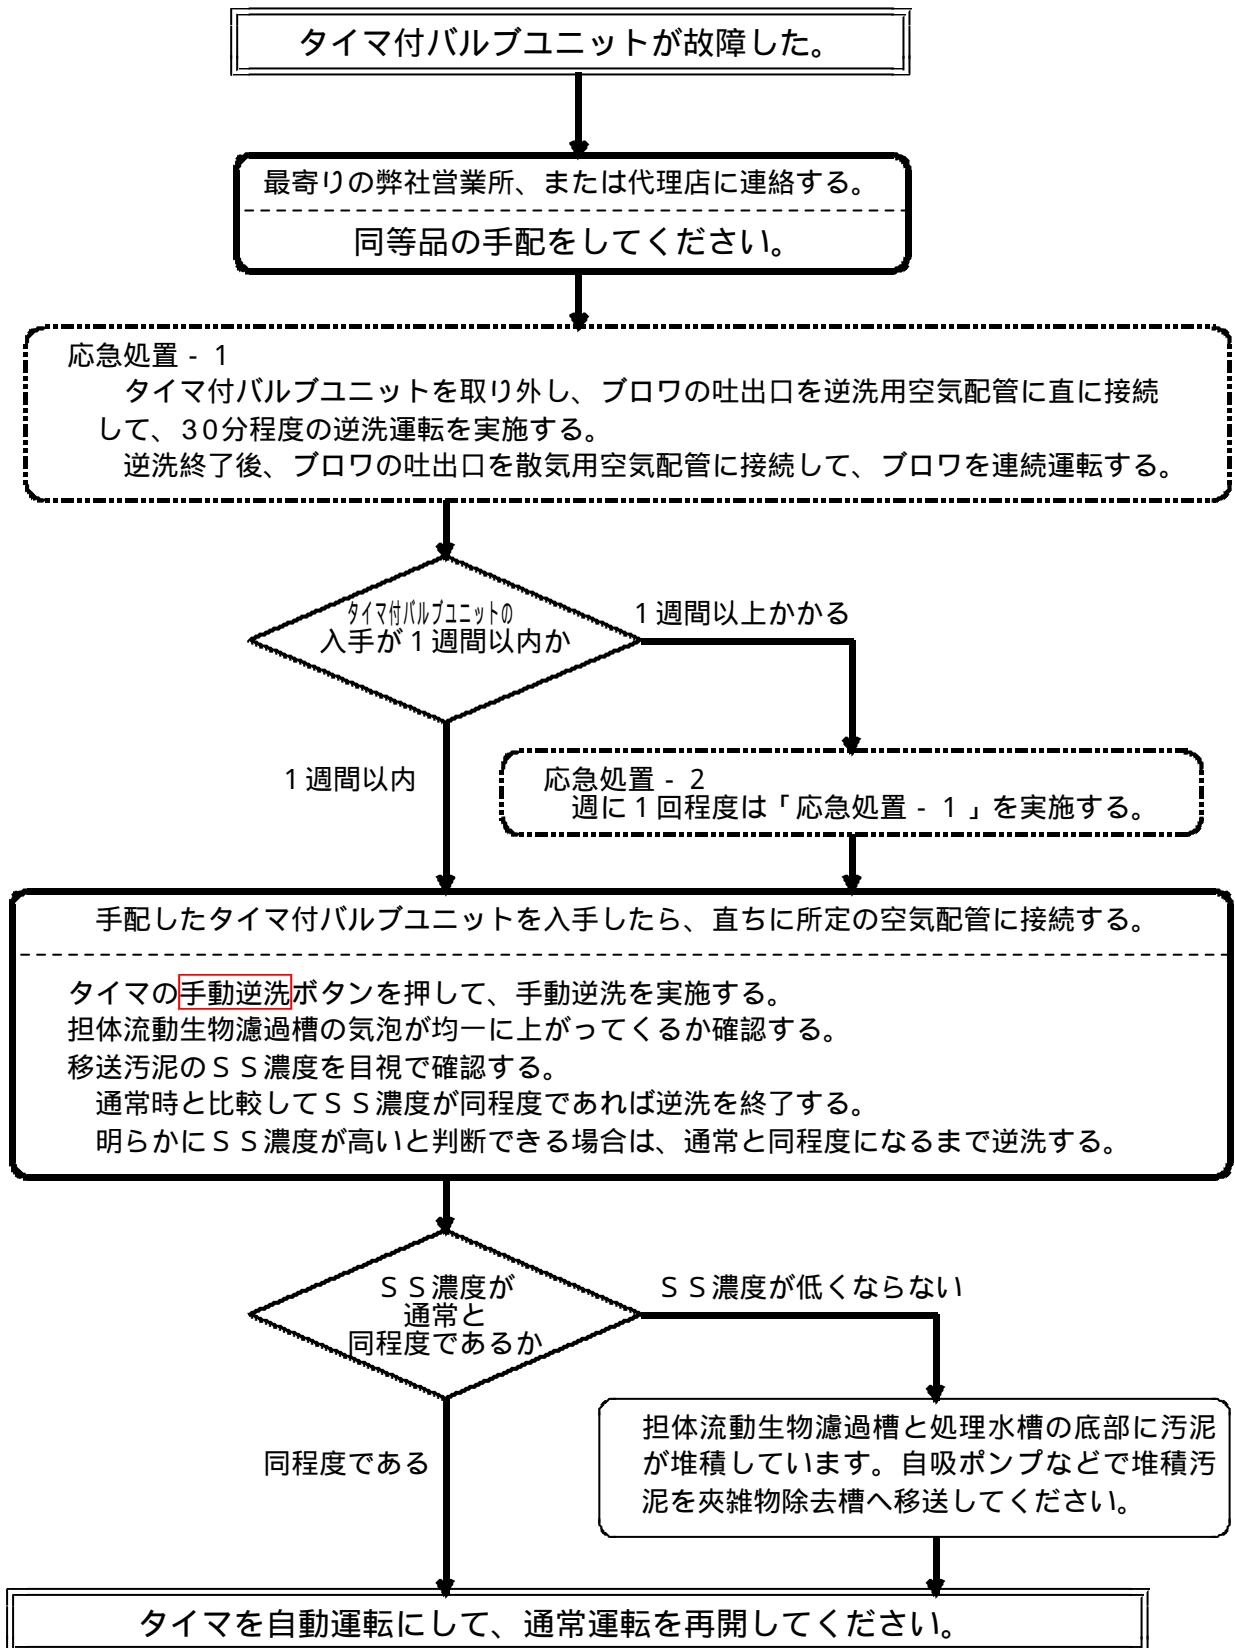 タイマ付バルブユニットが故障した。
最寄りの弊社営業所、または代理店に連絡する。
同等品の手配をしてください。
応急処置 - 1
タイマ付バルブユニットを取り外し、ブロワの吐出口を逆洗用空気配管に直に接続
して、30分程度の逆洗運転を実施する。
逆洗終了後、ブロワの吐出口を散気用空気配管に接続して、ブロワを連続運転する。
タイマ付バルブユニットの
入手が1週間以内か
1週間以上かかる
1週間以内
応急処置 - 2
週に1回程度は「応急処置 - 1」を実施する。
手配したタイマ付バルブユニットを入手したら、直ちに所定の空気配管に接続する。
タイマの手動逆洗ボタンを押して、手動逆洗を実施する。
担体流動生物濾過槽の気泡が均一に上がってくるか確認する。
移送汚泥のSS濃度を目視で確認する。
通常時と比較してSS濃度が同程度であれば逆洗を終了する。
明らかにSS濃度が高いと判断できる場合は、通常と同程度になるまで逆洗する。
SS濃度が
通常と
同程度であるか
SS濃度が低くならない
同程度である
担体流動生物濾過槽と処理水槽の底部に汚泥
が堆積しています。自吸ポンプなどで堆積汚
泥を夾雑物除去槽へ移送してください。
タイマを自動運転にして、通常運転を再開してください。